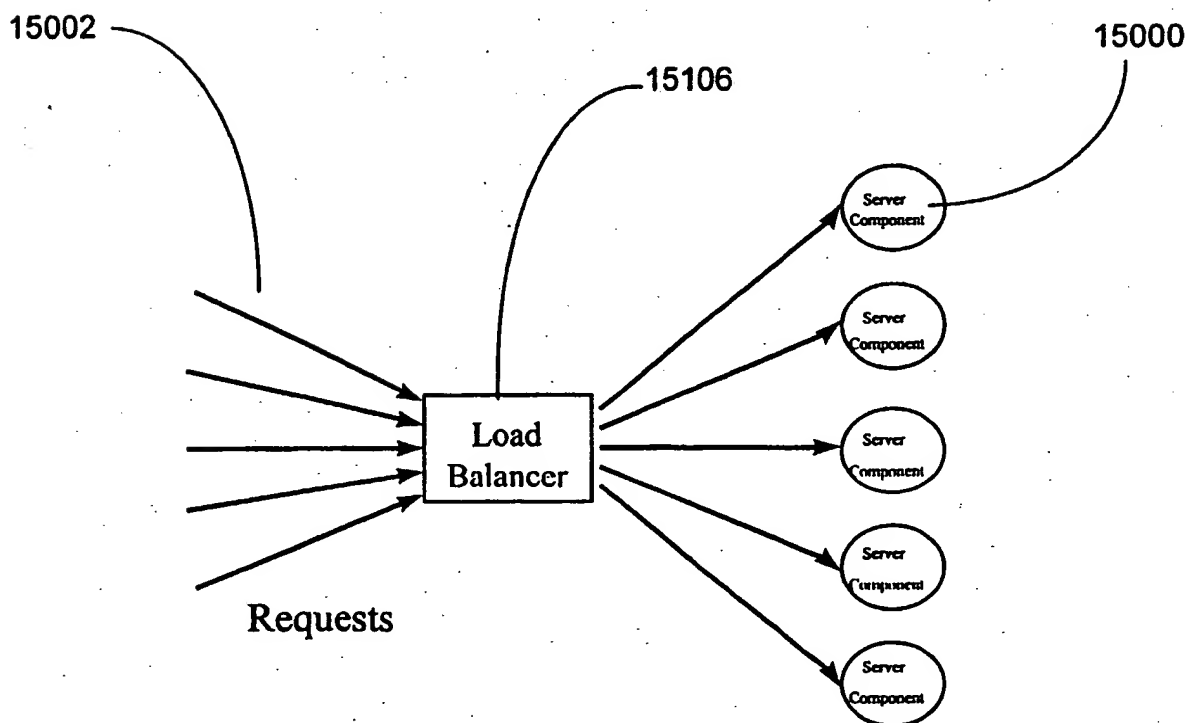 15002
15106
15000
Server
Component
Server
Component
Server
Component
Server
Component
Server
Component
Load
Balancer
Requests